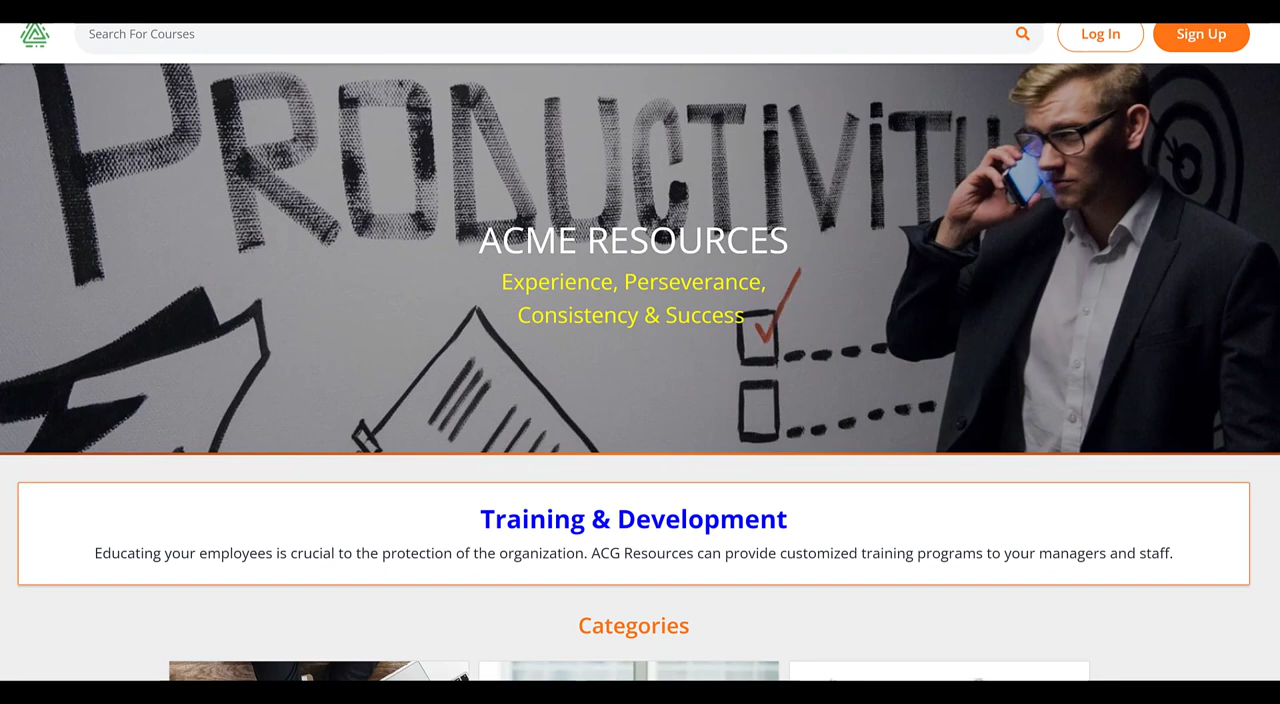 Search For Courses
Log In
Sign Up
PRODUCTiViTY
ACME RESOURCES
Experience, Perseverance,
Consistency & Success
Training & Development
Educating your employees is crucial to the protection of the organization. ACG Resources can provide customized training programs to your managers and staff.
Categories